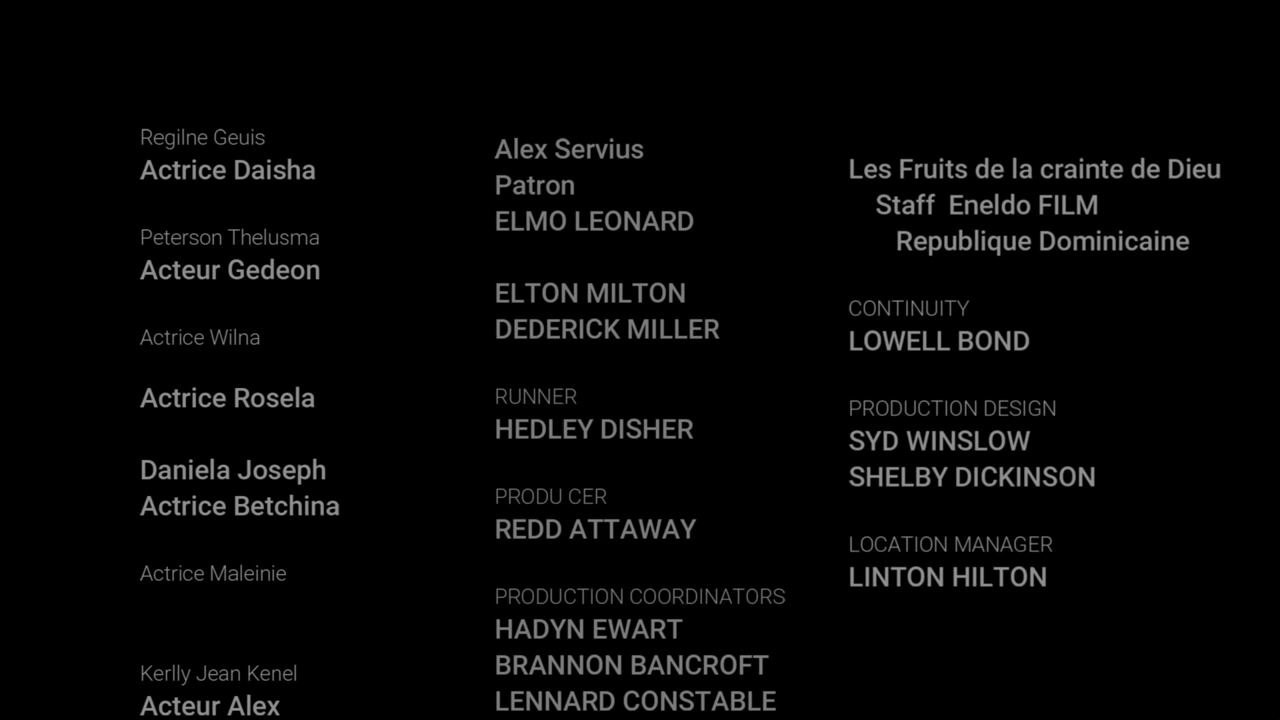 Regilne Geuis
Actrice Daisha
Peterson Thelusma
Acteur Gedeon
Actrice Wilna
Actrice Rosela
Daniela Joseph
Actrice Betchina
Actrice Maleinie
Kerlly Jean Kenel
Acteur Alex
Alex Servius
Patron
ELMO LEONARD
ELTON MILTON
DEDERICK MILLER
RUNNER
HEDLEY DISHER
PRODU CER
REDD ATTAWAY
PRODUCTION COORDINATORS
HADYN EWART
BRANNON BANCROFT
LENNARD CONSTABLE
Les Fruits de la crainte de Dieu
Staff Eneldo FILM
Republique Dominicaine
CONTINUITY
LOWELL BOND
PRODUCTION DESIGN
SYD WINSLOW
SHELBY DICKINSON
LOCATION MANAGER
LINTON HILTON